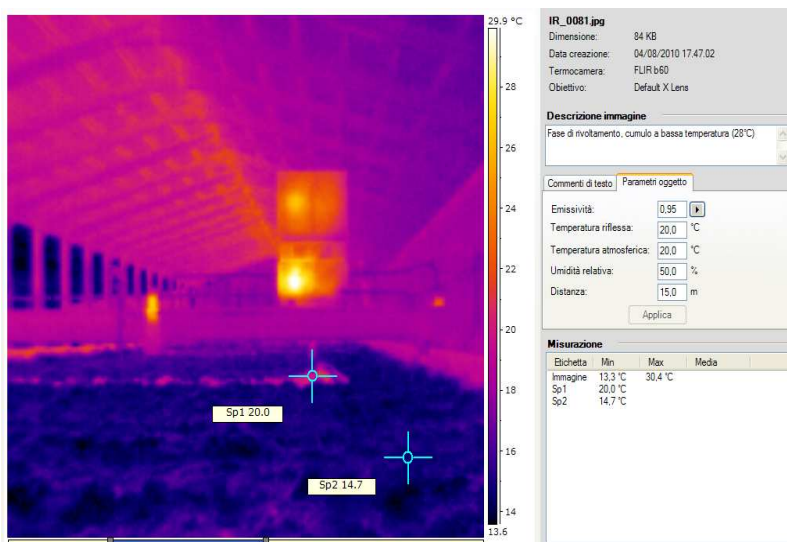 29.9 °C
28
26
24
22
20
18
16
14
13.6
Sp1 20.0
Sp2 14.7
IR_0081.jpg
Dimensione: 84 KB
Data creazione: 04/08/2010 17.47.02
Termocamera: FLIR b60
Obiettivo: Default X Lens
Descrizione immagine
Fase di rivoltamento, cumulo a bassa temperatura (28°C)
Commenti di testo Parametri oggetto
Emissività: 0,95
Temperatura riflessa: 20,0 °C
Temperatura atmosferica: 20,0 °C
Umidità relativa: 50,0 %
Distanza: 15,0 m
Applica
Misurazione
Etichetta Min Max Media
Immagine 13,3 °C 30,4 °C
Sp1 20,0 °C
Sp2 14,7 °C